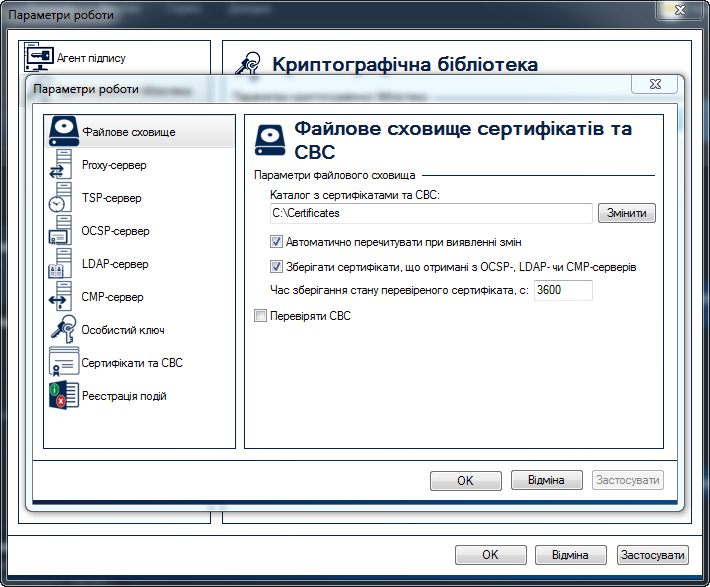 Параметри роботи
Агент підпису
Криптографічна бібліотека
Параметри роботи
Файлове сховище
Proxy-сервер
TSP-сервер
OCSP-сервер
LDAP-сервер
CMP-сервер
Особистий ключ
Сертифікати та СВС
Реєстрація подій
Файлове сховище сертифікатів та
СВС
Параметри файлового сховища
Каталог з сертифікатами та СВС:
C:\Certificates
Змінити
Автоматично перечитувати при виявленні змін
Зберігати сертифікати, що отримані з OCSP-, LDAP- чи CMP-серверів
Час зберігання стану перевіреного сертифіката, с: 3600
Перевіряти СВС
OK Відміна Застосувати
OK Відміна Застосувати